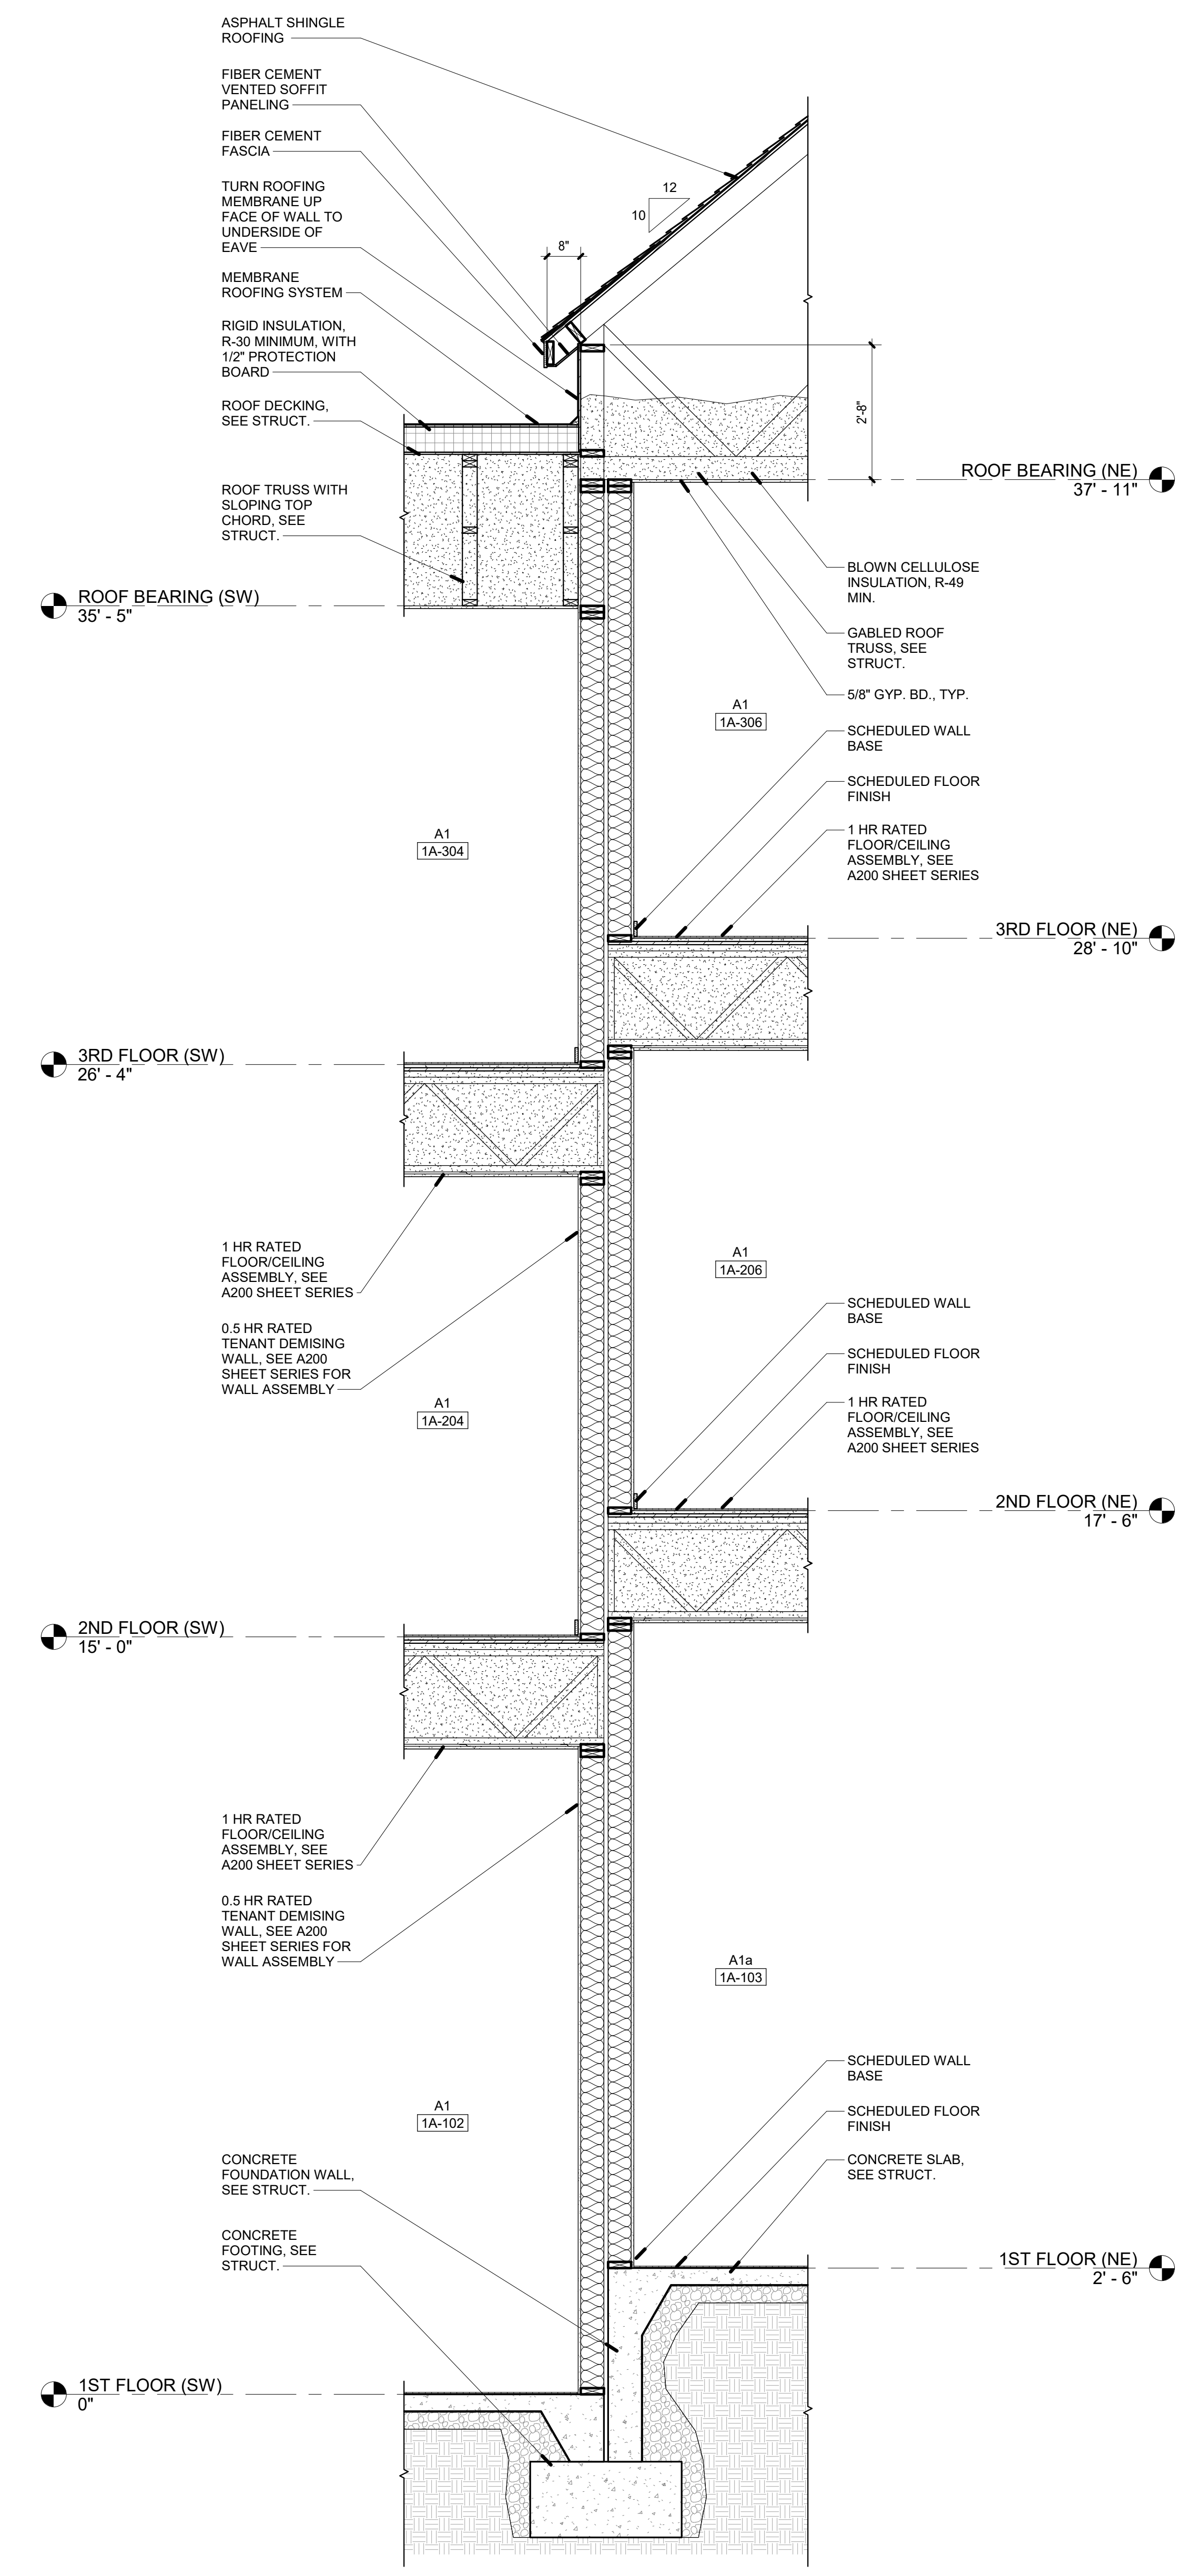 ASPHALT SHINGLE
ROOFING
FIBER CEMENT
VENTED SOFFIT
PANELING
FIBER CEMENT
FASCIA
TURN ROOFING
MEMBRANE UP
FACE OF WALL TO
UNDERSIDE OF
EAVE
MEMBRANE
ROOFING SYSTEM
RIGID INSULATION,
R-30 MINIMUM, WITH
1/2" PROTECTION
BOARD
ROOF DECKING,
SEE STRUCT.
ROOF TRUSS WITH
SLOPING TOP
CHORD, SEE
STRUCT.
12
10
8"
2'-8"
ROOF BEARING (NE)
37' - 11"
ROOF BEARING (SW)
35' - 5"
BLOWN CELLULOSE
INSULATION, R-49
MIN.
GABLED ROOF
TRUSS, SEE
STRUCT.
5/8" GYP. BD., TYP.
A1
1A-306
SCHEDULED WALL
BASE
SCHEDULED FLOOR
FINISH
1 HR RATED
FLOOR/CEILING
ASSEMBLY, SEE
A200 SHEET SERIES
A1
1A-304
3RD FLOOR (NE)
28' - 10"
3RD FLOOR (SW)
26' - 4"
1 HR RATED
FLOOR/CEILING
ASSEMBLY, SEE
A200 SHEET SERIES
0.5 HR RATED
TENANT DEMISING
WALL, SEE A200
SHEET SERIES FOR
WALL ASSEMBLY
A1
1A-206
SCHEDULED WALL
BASE
SCHEDULED FLOOR
FINISH
1 HR RATED
FLOOR/CEILING
ASSEMBLY, SEE
A200 SHEET SERIES
A1
1A-204
2ND FLOOR (NE)
17' - 6"
2ND FLOOR (SW)
15' - 0"
1 HR RATED
FLOOR/CEILING
ASSEMBLY, SEE
A200 SHEET SERIES
0.5 HR RATED
TENANT DEMISING
WALL, SEE A200
SHEET SERIES FOR
WALL ASSEMBLY
A1a
1A-103
A1
1A-102
SCHEDULED WALL
BASE
SCHEDULED FLOOR
FINISH
CONCRETE SLAB,
SEE STRUCT.
CONCRETE
FOUNDATION WALL,
SEE STRUCT.
CONCRETE
FOOTING, SEE
STRUCT.
1ST FLOOR (NE)
2' - 6"
1ST FLOOR (SW)
0"